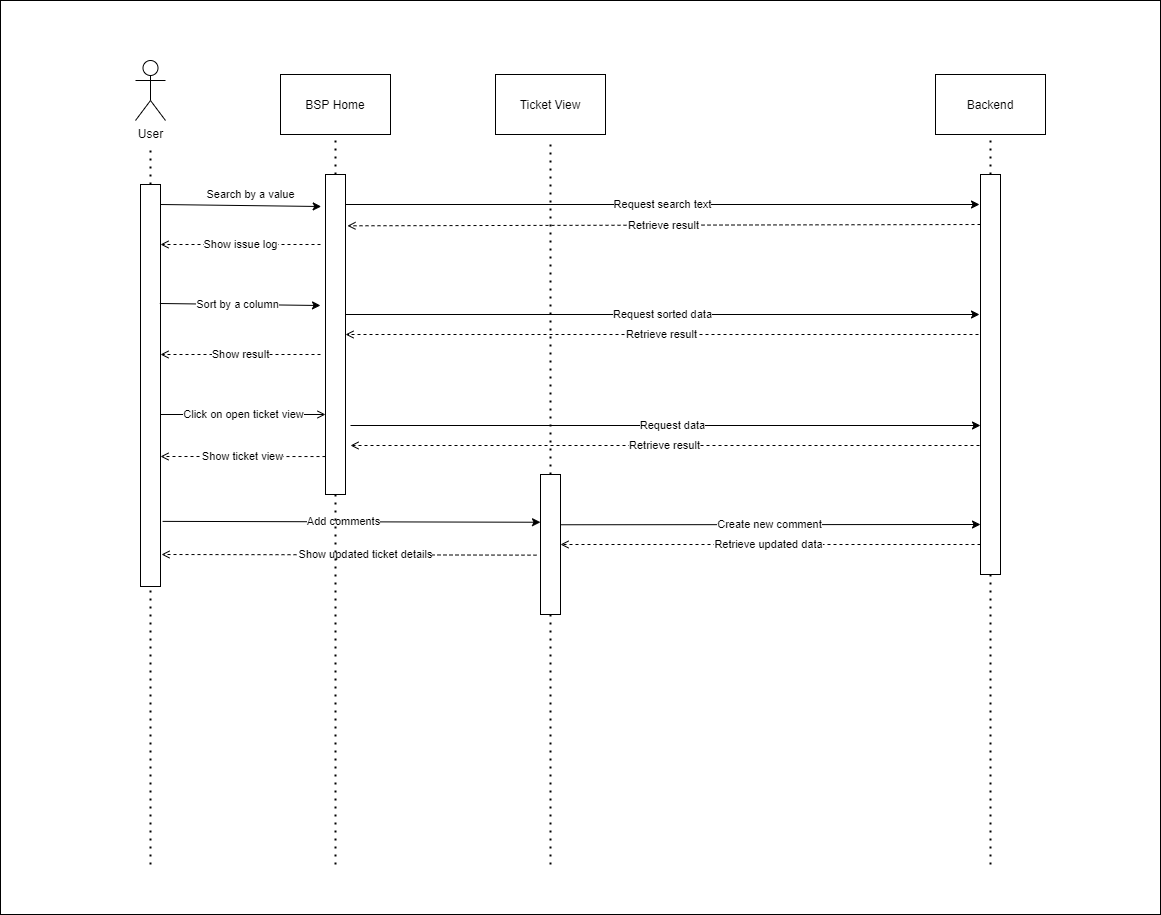 User
BSP Home
Ticket View
Backend
Search by a value
Request search text
Retrieve result
Show issue log
Sort by a column
Request sorted data
Retrieve result
Show result
Click on open ticket view
Request data
Retrieve result
Show ticket view
Add comments
Create new comment
Retrieve updated data
Show updated ticket details